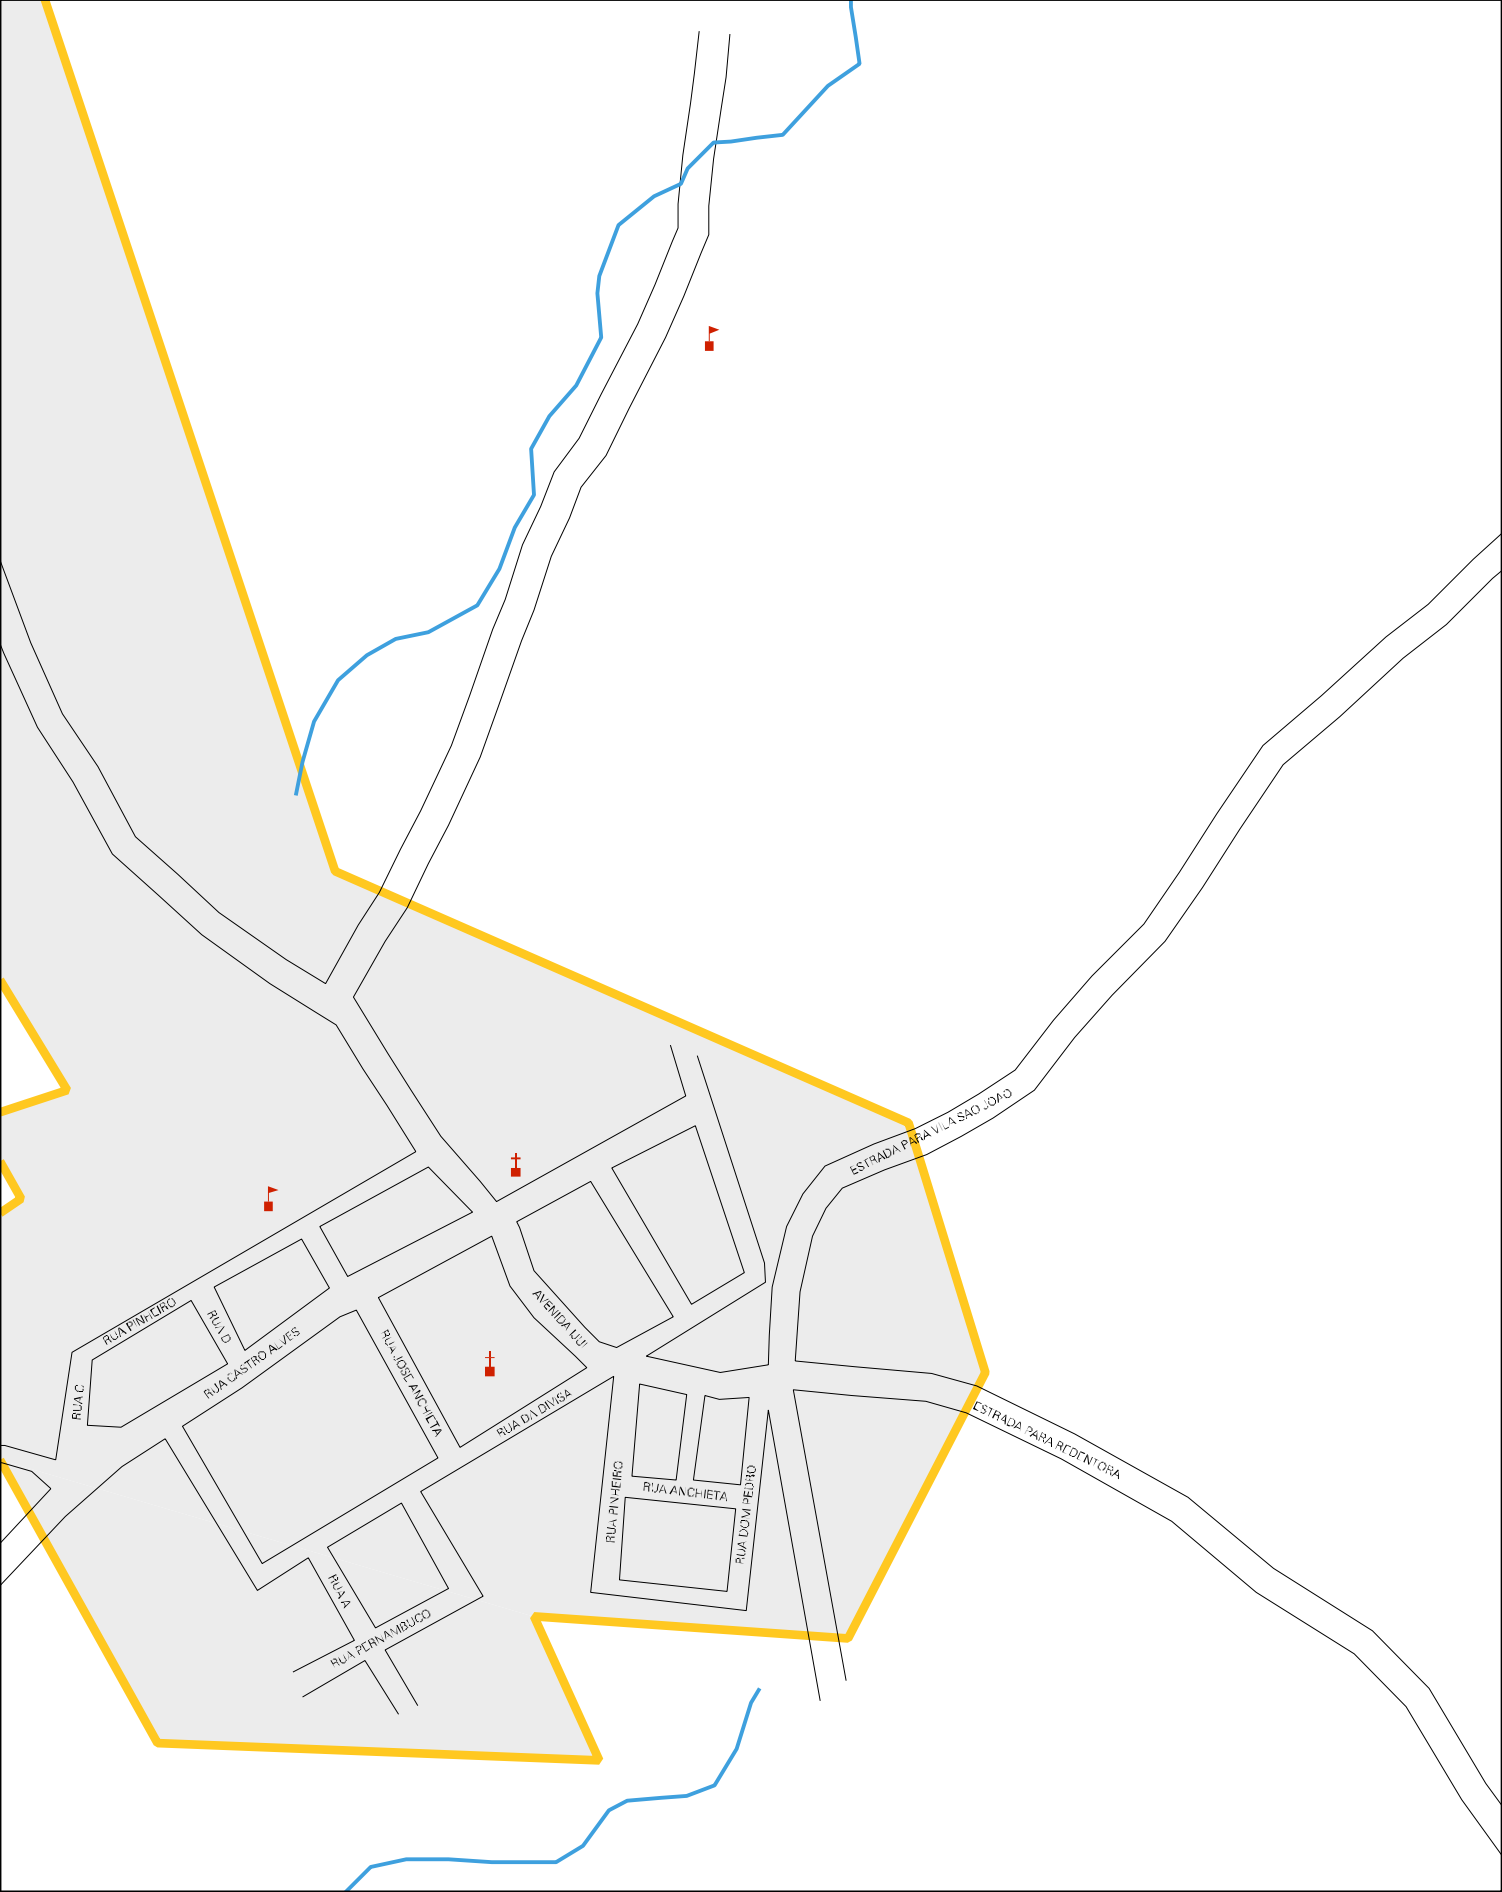 ESTRADA PARA VILA SAO JOAO
RUA PINHEIRO
RUA D
AVENIDA IJUI
RUA CASTRO ALVES
RUA JOSE ANCHIETA
RUA C
RUA DA DIVISA
ESTRADA PARA REDENTORA
RUA PINHEIRO
RUA ANCHIETA
RUA DOM PEDRO
RUA A
RUA PERNAMBUCO